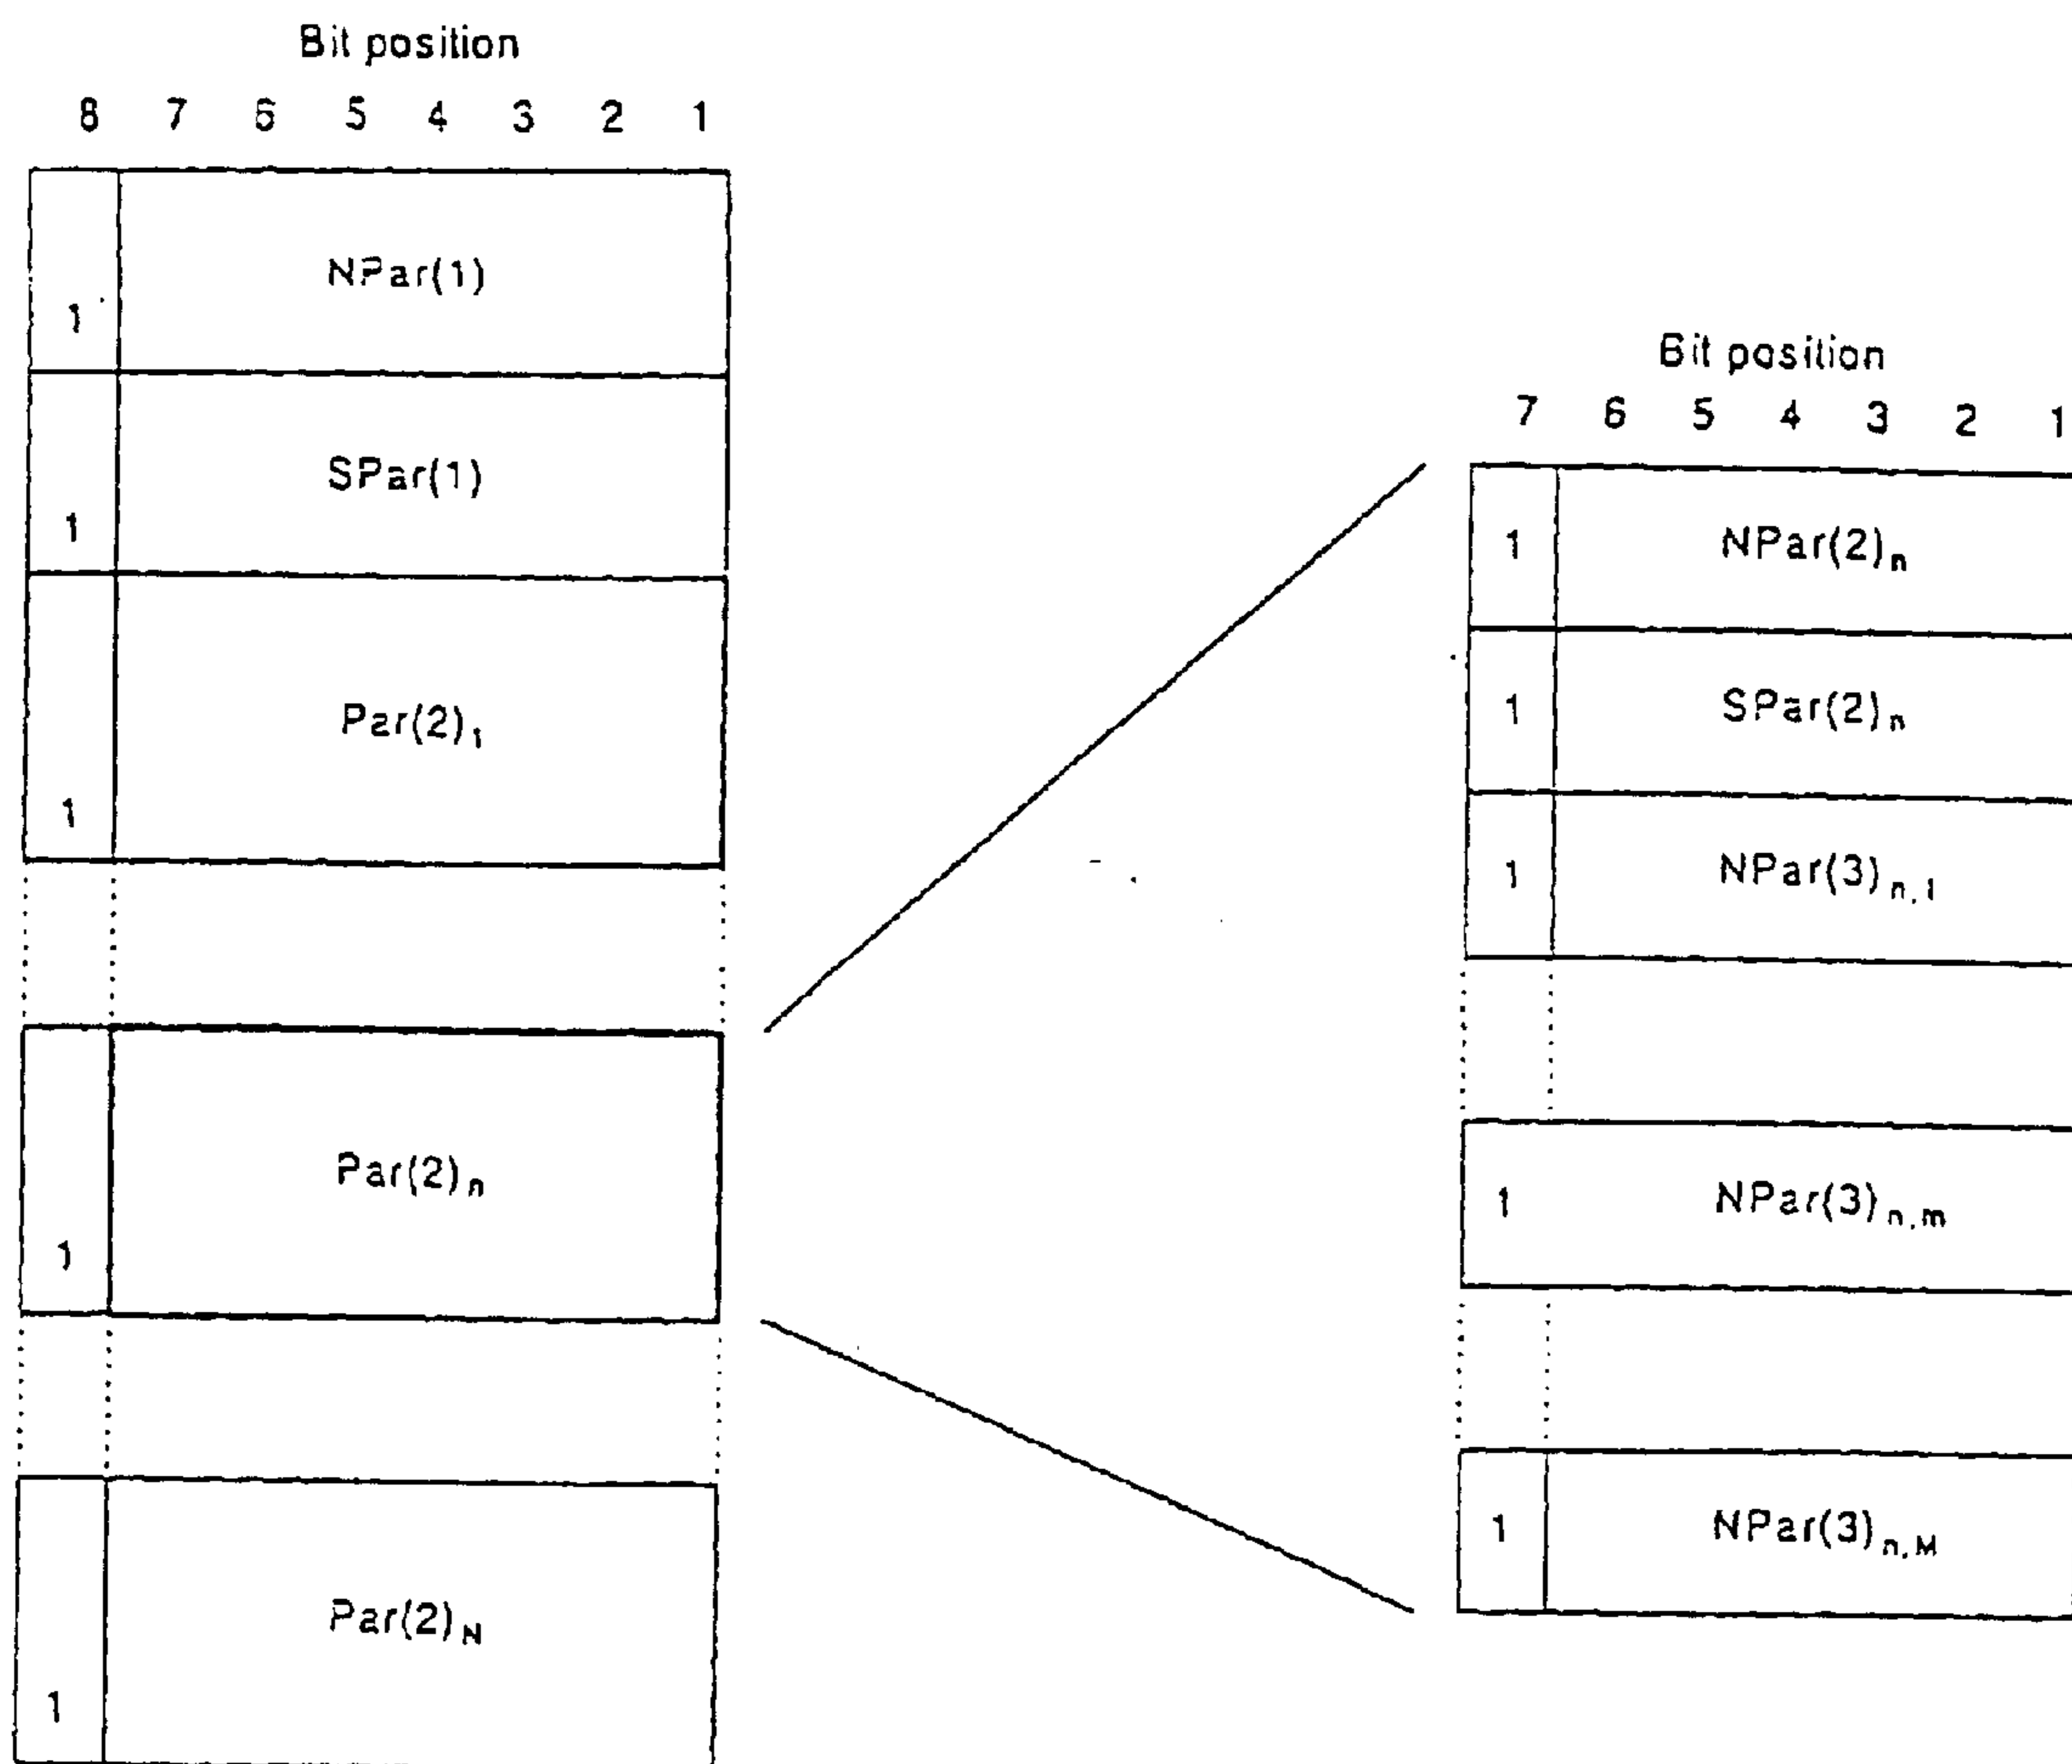 Bit position
8 7 6 5 4 3 2 1
NPar(1)
1
SPar(1)
1
Par(2)1
1
Par(2)n
1
Par(2)N
1
Bit position
7 6 5 4 3 2 1
1 NPar(2)n
1 SPar(2)n
1 NPar(3)n,1
1 NPar(3)n,m
1 NPar(3)n,M